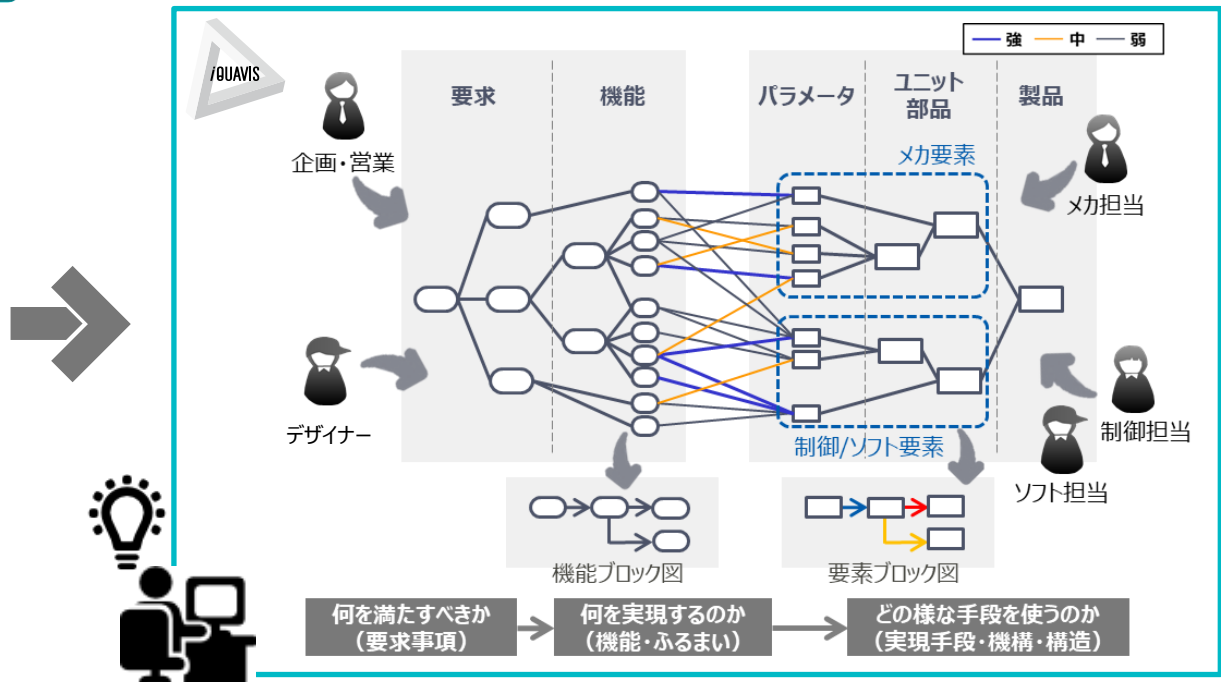 強 中 弱
iQUAVIS
要求
機能
パラメータ
ユニット
部品
製品
企画・営業
メカ要素
メカ担当
デザイナー
制御/ソフト要素
制御担当
ソフト担当
機能ブロック図
要素ブロック図
何を満たすべきか
（要求事項）
何を実現するのか
（機能・ふるまい）
どの様な手段を使うのか
（実現手段・機構・構造）